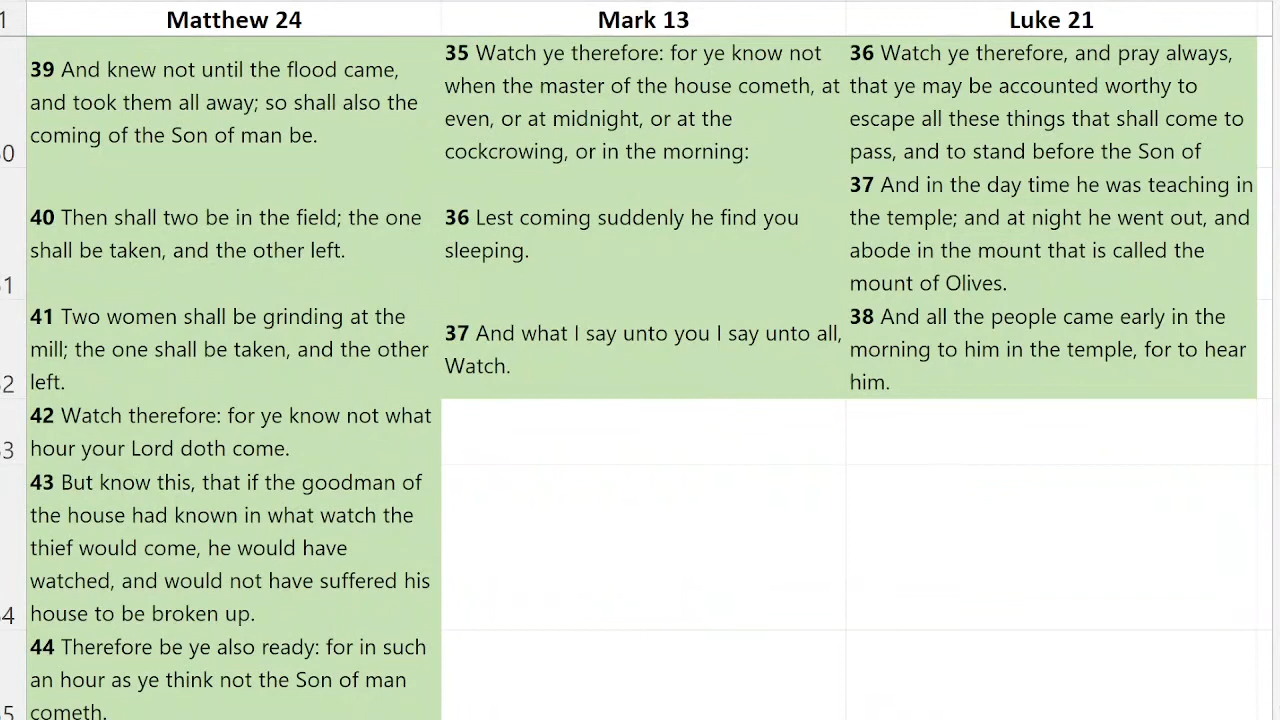 1
Matthew 24
Mark 13
Luke 21
39 And knew not until the flood came,
and took them all away; so shall also the
coming of the Son of man be.
35 Watch ye therefore: for ye know not
when the master of the house cometh, at
even, or at midnight, or at the
cockcrowing, or in the morning:
36 Watch ye therefore, and pray always,
that ye may be accounted worthy to
escape all these things that shall come to
pass, and to stand before the Son of
0
40 Then shall two be in the field; the one
shall be taken, and the other left.
36 Lest coming suddenly he find you
sleeping.
37 And in the day time he was teaching in
the temple; and at night he went out, and
abode in the mount that is called the
mount of Olives.
1
41 Two women shall be grinding at the
mill; the one shall be taken, and the other
left.
37 And what I say unto you I say unto all,
Watch.
38 And all the people came early in the
morning to him in the temple, for to hear
him.
2
42 Watch therefore: for ye know not what
hour your Lord doth come.
3
43 But know this, that if the goodman of
the house had known in what watch the
thief would come, he would have
watched, and would not have suffered his
house to be broken up.
4
44 Therefore be ye also ready: for in such
an hour as ye think not the Son of man
cometh.
5